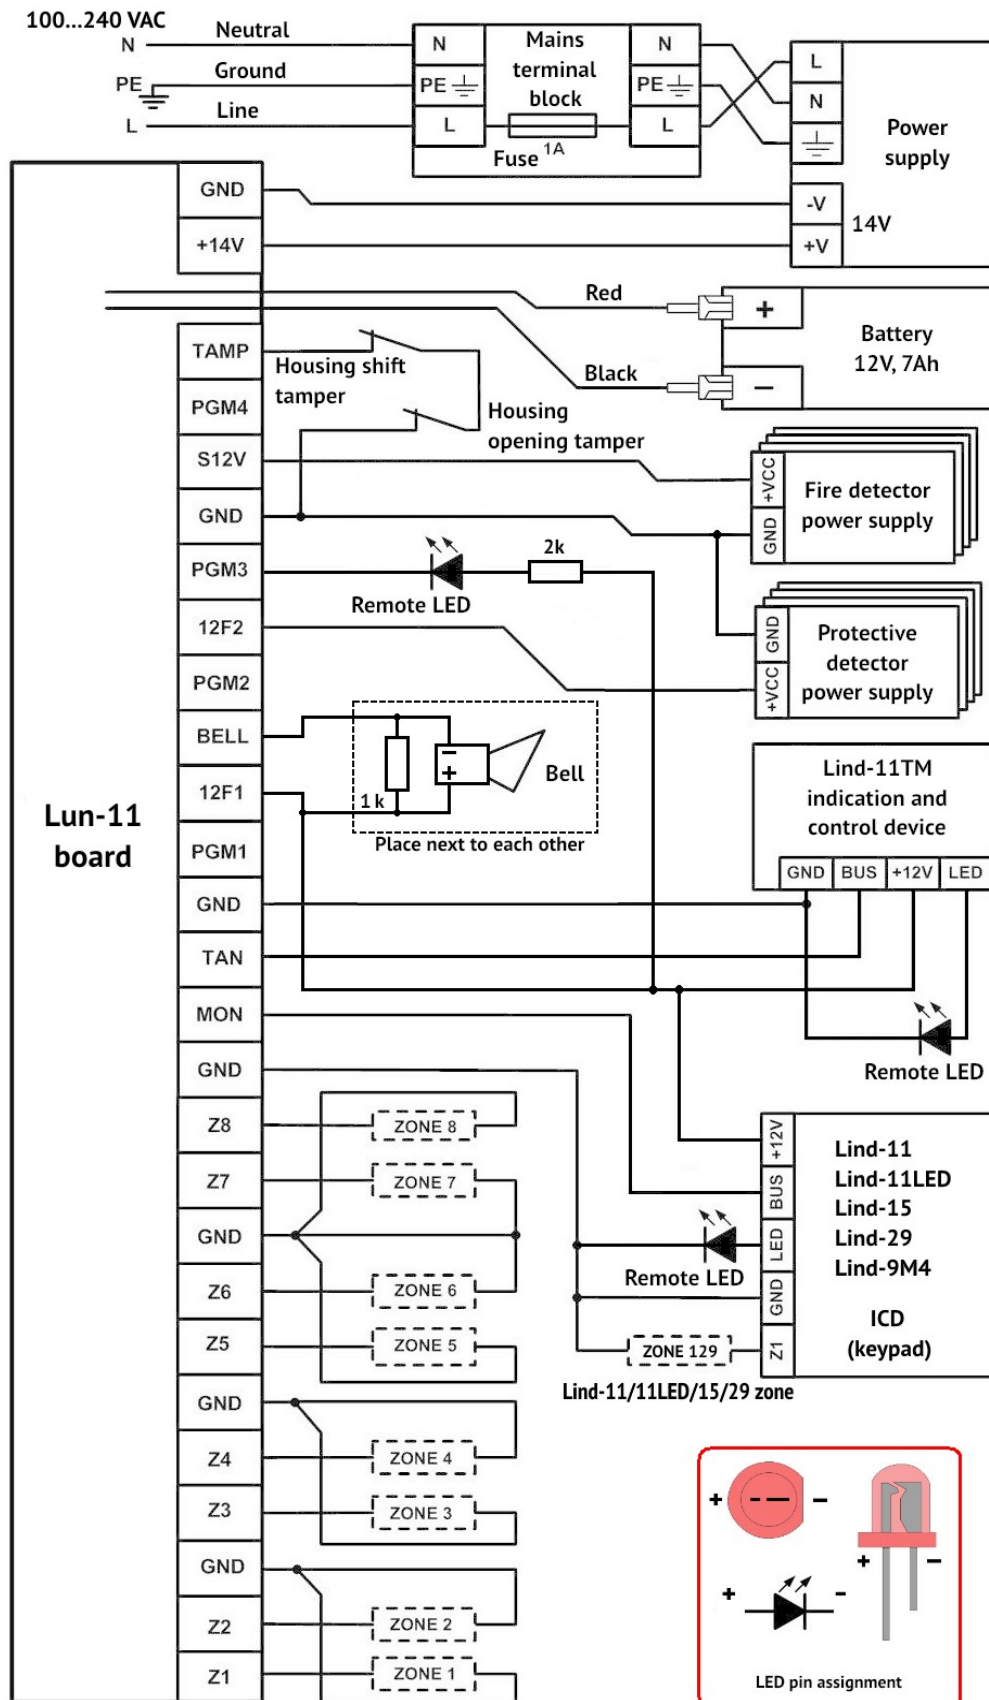 100...240 VAC
N
Neutral
PE
Ground
L
Line
N
PE
L
Mains
terminal
block
Fuse
1A
N
PE
L
L
N
Power
supply
-V
+V
14V
Lun-11
board
GND
+14V
TAMP
PGM4
S12V
GND
PGM3
12F2
PGM2
BELL
12F1
PGM1
GND
TAN
MON
GND
Z8
Z7
GND
Z6
Z5
GND
Z4
Z3
GND
Z2
Z1
Red
Black
+
–
Battery
12V, 7Ah
Housing shift
tamper
Housing
opening tamper
+VCC
GND
Fire detector
power supply
2k
Remote LED
GND
+VCC
Protective
detector
power supply
1 k
–
+
Bell
Place next to each other
Lind-11TM
indication and
control device
GND
BUS
+12V
LED
Remote LED
ZONE 8
ZONE 7
ZONE 6
ZONE 5
ZONE 4
ZONE 3
ZONE 2
ZONE 1
+12V
BUS
LED
GND
Z1
Lind-11
Lind-11LED
Lind-15
Lind-29
Lind-9M4
ICD
(keypad)
Remote LED
ZONE 129
Lind-11/11LED/15/29 zone
+
–
+
–
+
–
LED pin assignment